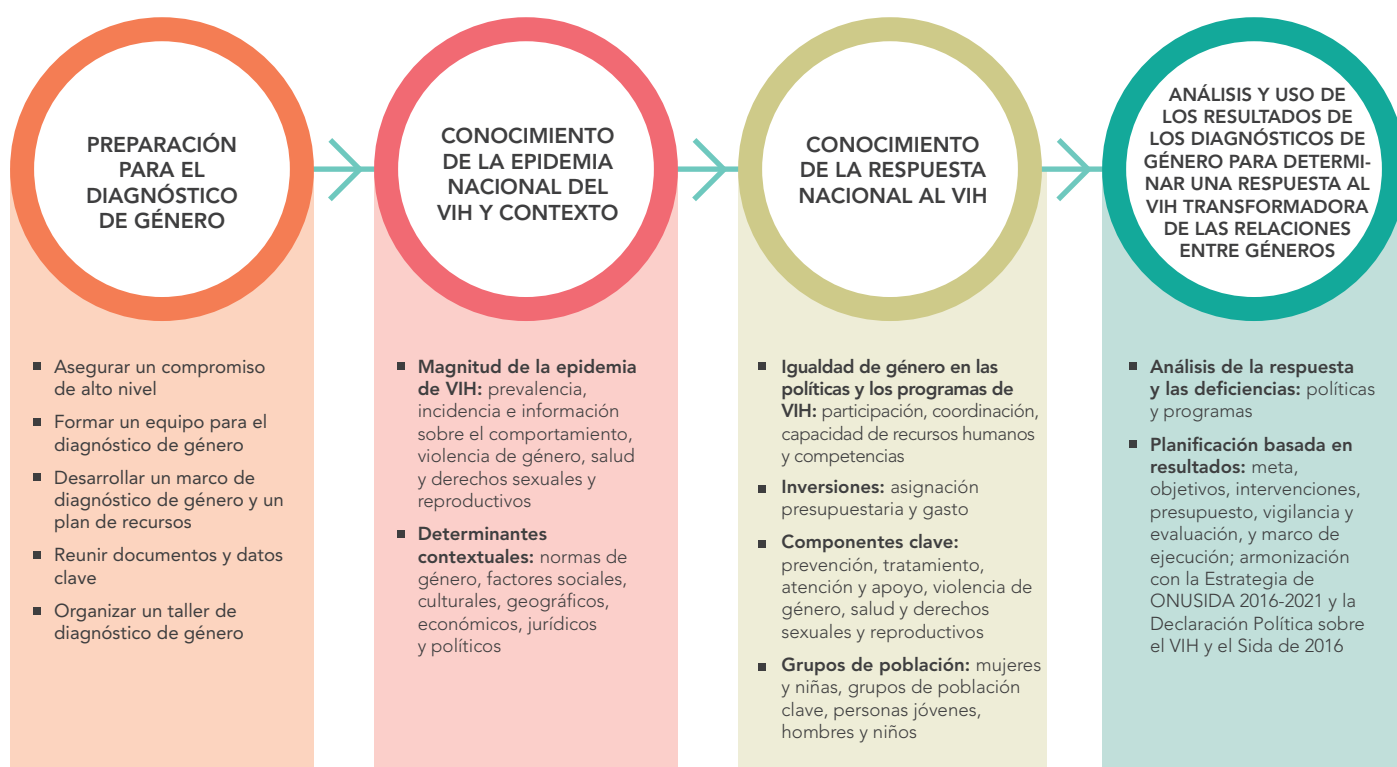 PREPARACIÓN
PARA EL
DIAGNÓSTICO
DE GÉNERO
■ Asegurar un compromiso
de alto nivel
■ Formar un equipo para el
diagnóstico de género
■ Desarrollar un marco de
diagnóstico de género y un
plan de recursos
■ Reunir documentos y datos
clave
■ Organizar un taller de
diagnóstico de género
CONOCIMIENTO
DE LA EPIDEMIA
NACIONAL DEL
VIH Y CONTEXTO
■ Magnitud de la epidemia
de VIH: prevalencia,
incidencia e información
sobre el comportamiento,
violencia de género, salud
y derechos sexuales y
reproductivos
■ Determinantes
contextuales: normas de
género, factores sociales,
culturales, geográficos,
económicos, jurídicos
y políticos
CONOCIMIENTO
DE LA RESPUESTA
NACIONAL AL VIH
■ Igualdad de género en las
políticas y los programas de
VIH: participación, coordinación,
capacidad de recursos humanos
y competencias
■ Inversiones: asignación
presupuestaria y gasto
■ Componentes clave:
prevención, tratamiento,
atención y apoyo, violencia de
género, salud y derechos
sexuales y reproductivos
■ Grupos de población: mujeres
y niñas, grupos de población
clave, personas jóvenes,
hombres y niños
ANÁLISIS Y USO DE
LOS RESULTADOS DE
LOS DIAGNÓSTICOS DE
GÉNERO PARA DETERMI-
NAR UNA RESPUESTA AL
VIH TRANSFORMADORA
DE LAS RELACIONES
ENTRE GÉNEROS
■ Análisis de la respuesta
y las deficiencias: políticas
y programas
■ Planificación basada en
resultados: meta,
objetivos, intervenciones,
presupuesto, vigilancia y
evaluación, y marco de
ejecución; armonización
con la Estrategia de
ONUSIDA 2016-2021 y la
Declaración Política sobre
el VIH y el Sida de 2016